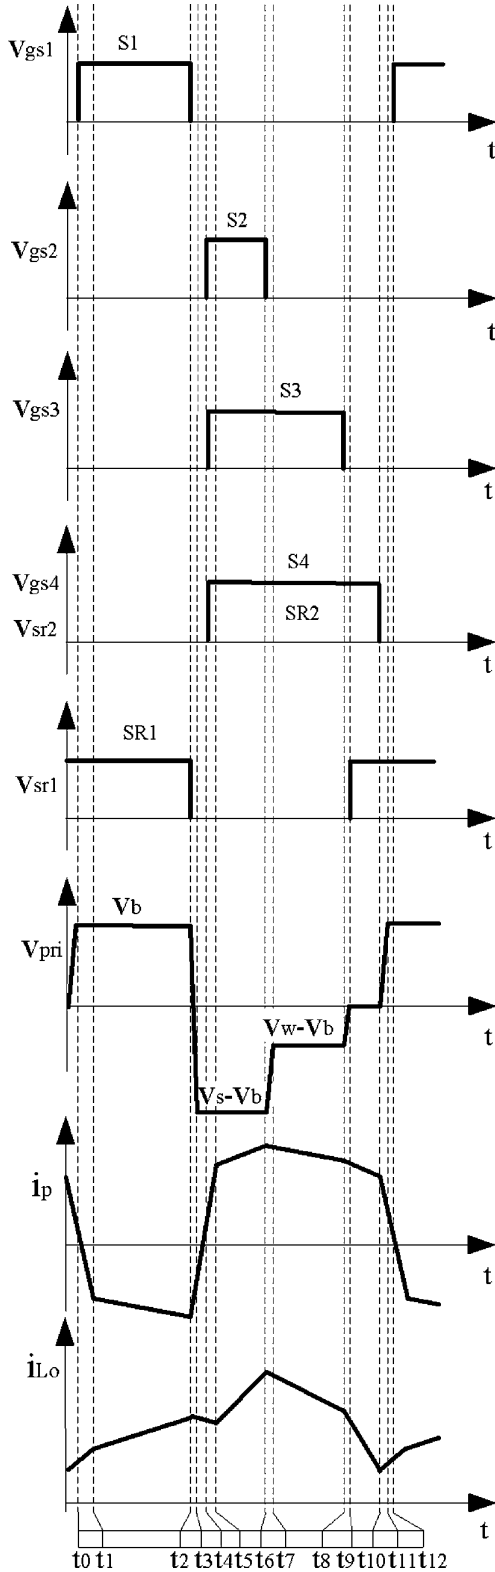 S1
Vgs1
t
S2
Vgs2
t
S3
Vgs3
t
S4
Vgs4
SR2
Vsr2
t
SR1
Vsr1
t
Vb
Vpri
t
Vw-Vb
Vs-Vb
ip
t
iLo
t
t0 t1 t2 t3 t4 t5 t6 t7 t8 t9 t10 t11 t12